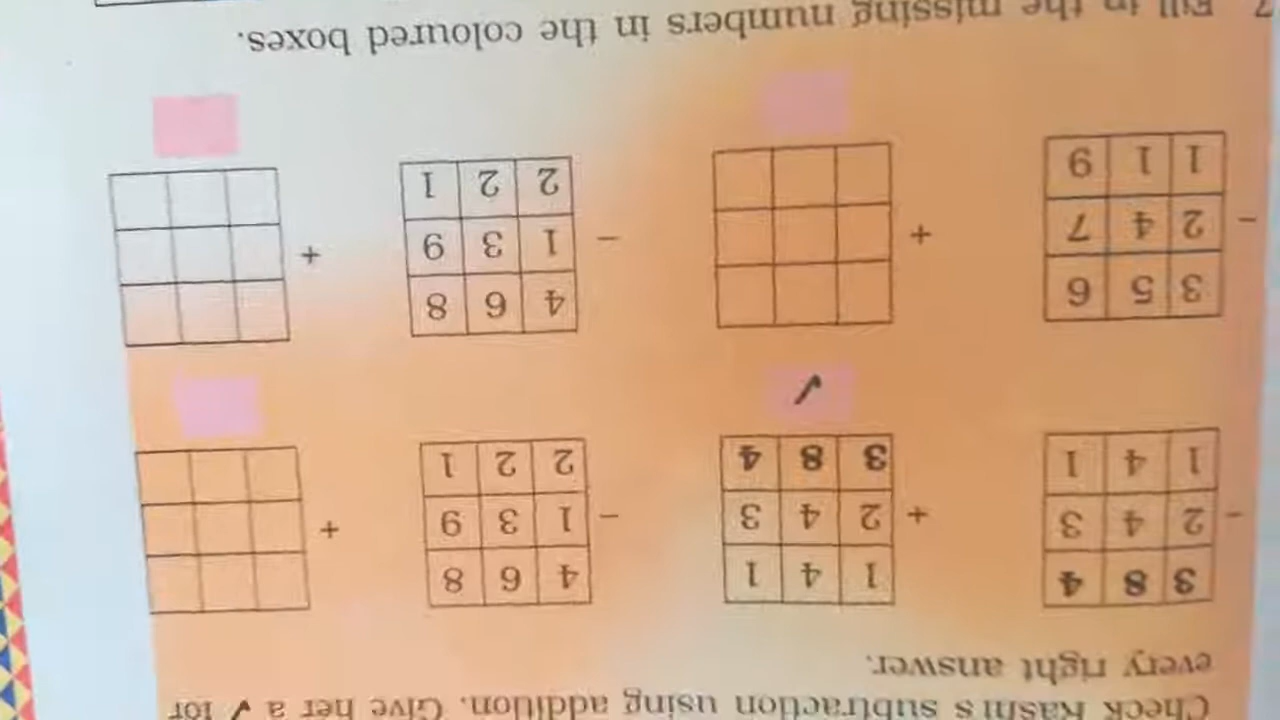 Check Rashi's subtraction using addition. Give her a ✓ for
every right answer.
3 8 4 1 4 1 4 6 8
− 2 4 3 + 2 4 3 − 1 3 9 +
1 4 1 3 8 4 2 2 1
✓
3 5 6 4 6 8
− 2 4 7 + − 1 3 9 +
1 1 9 2 2 1
7 Fill in the missing numbers in the coloured boxes.